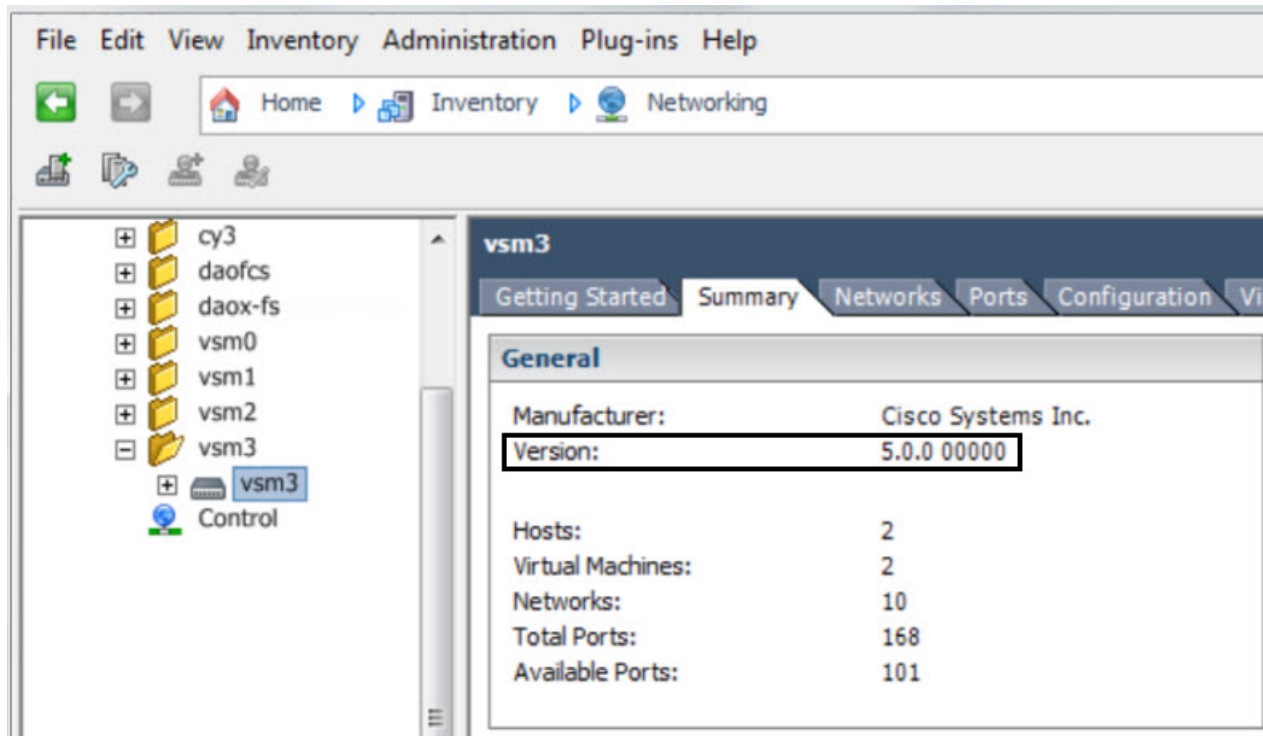 File Edit View Inventory Administration Plug-ins Help
Home Inventory Networking
cy3
daofcs
daox-fs
vsm0
vsm1
vsm2
vsm3
vsm3
Control
vsm3
Getting Started Summary Networks Ports Configuration Vi
General
Manufacturer: Cisco Systems Inc.
Version: 5.0.0 00000
Hosts: 2
Virtual Machines: 2
Networks: 10
Total Ports: 168
Available Ports: 101